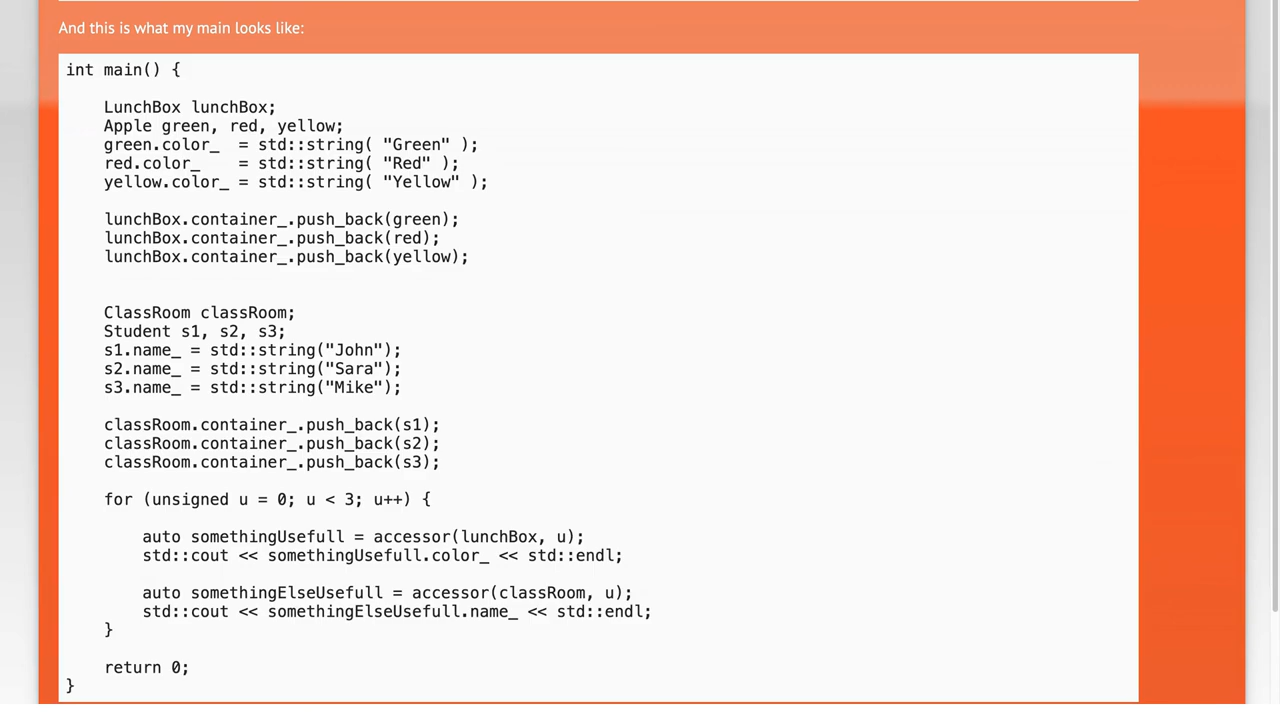 And this is what my main looks like:
int main() {
LunchBox lunchBox;
Apple green, red, yellow;
green.color_  = std::string( "Green" );
red.color_    = std::string( "Red" );
yellow.color_ = std::string( "Yellow" );
lunchBox.container_.push_back(green);
lunchBox.container_.push_back(red);
lunchBox.container_.push_back(yellow);
ClassRoom classRoom;
Student s1, s2, s3;
s1.name_ = std::string("John");
s2.name_ = std::string("Sara");
s3.name_ = std::string("Mike");
classRoom.container_.push_back(s1);
classRoom.container_.push_back(s2);
classRoom.container_.push_back(s3);
for (unsigned u = 0; u < 3; u++) {
auto somethingUsefull = accessor(lunchBox, u);
std::cout << somethingUsefull.color_ << std::endl;
auto somethingElseUsefull = accessor(classRoom, u);
std::cout << somethingElseUsefull.name_ << std::endl;
}
return 0;
}